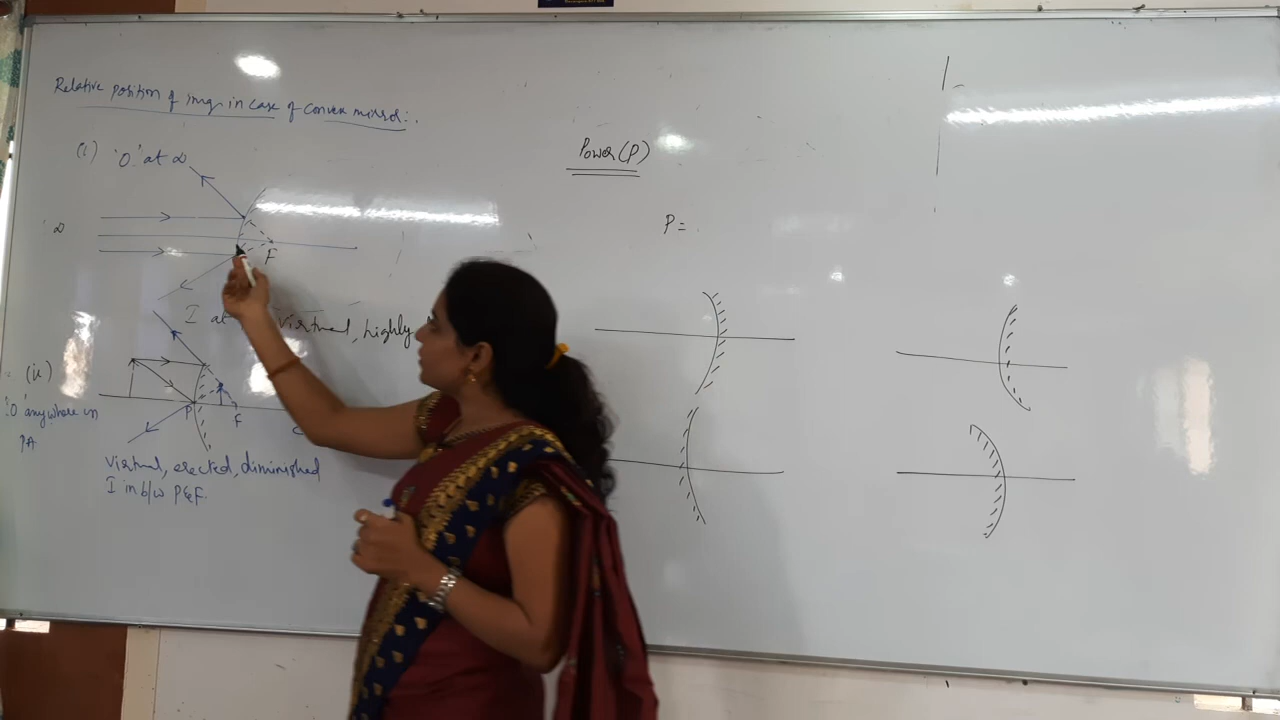 Relative position of img. in case of convex mirror:.
(i) 'O' at ∞
∞
F
I at
Virtual, highly
(ii)
'O' anywhere in
PA
P
F
C
Virtual, erected, diminished
I in b/w P & F.
Power (P)
P =